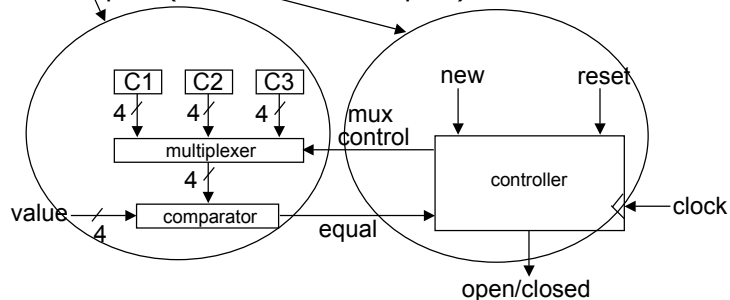 C1 C2 C3
new reset
4 4 4
mux
control
multiplexer
4
controller
value
4
comparator
equal
clock
open/closed